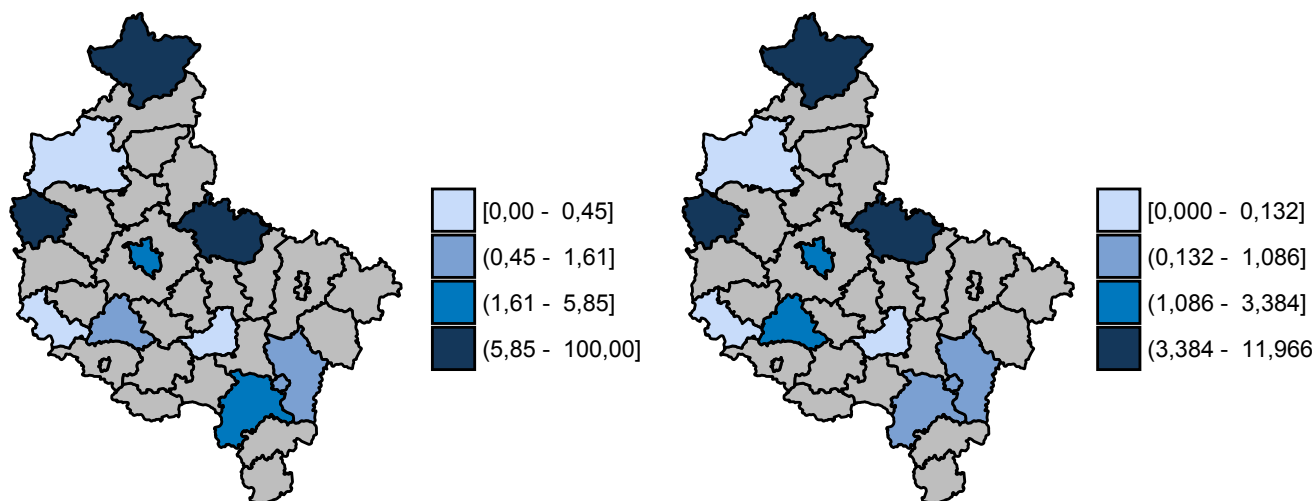 [0,00 - 0,45]
(0,45 - 1,61]
(1,61 - 5,85]
(5,85 - 100,00]
[0,000 - 0,132]
(0,132 - 1,086]
(1,086 - 3,384]
(3,384 - 11,966